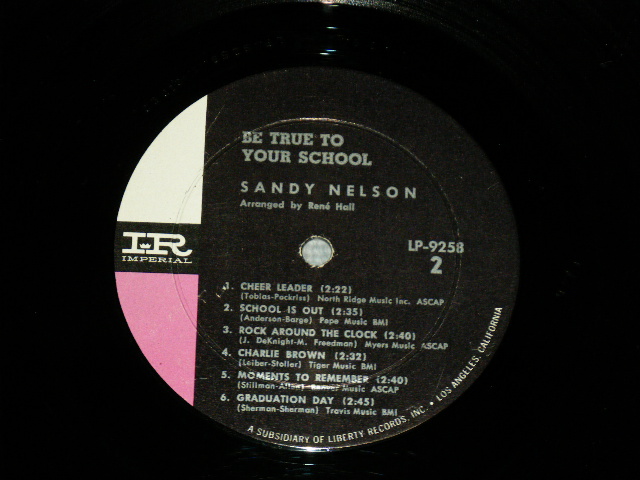 BE TRUE TO
YOUR SCHOOL
SANDY NELSON
Arranged by René Hall
IR
IMPERIAL
LP-9258
2
1. CHEER LEADER (2:22)
(Tobias-Pockriss) North Ridge Music Inc. ASCAP
2. SCHOOL IS OUT (2:35)
(Anderson-Barge) Pepe Music BMI
3. ROCK AROUND THE CLOCK (2:40)
(J. DeKnight-M. Freedman) Myers Music ASCAP
4. CHARLIE BROWN (2:32)
(Leiber-Stoller) Tiger Music BMI
5. MOMENTS TO REMEMBER (2:40)
(Stillman-Allen) Beaver Music ASCAP
6. GRADUATION DAY (2:45)
(Sherman-Sherman) Travis Music BMI
A SUBSIDIARY OF LIBERTY RECORDS, INC. • LOS ANGELES, CALIFORNIA